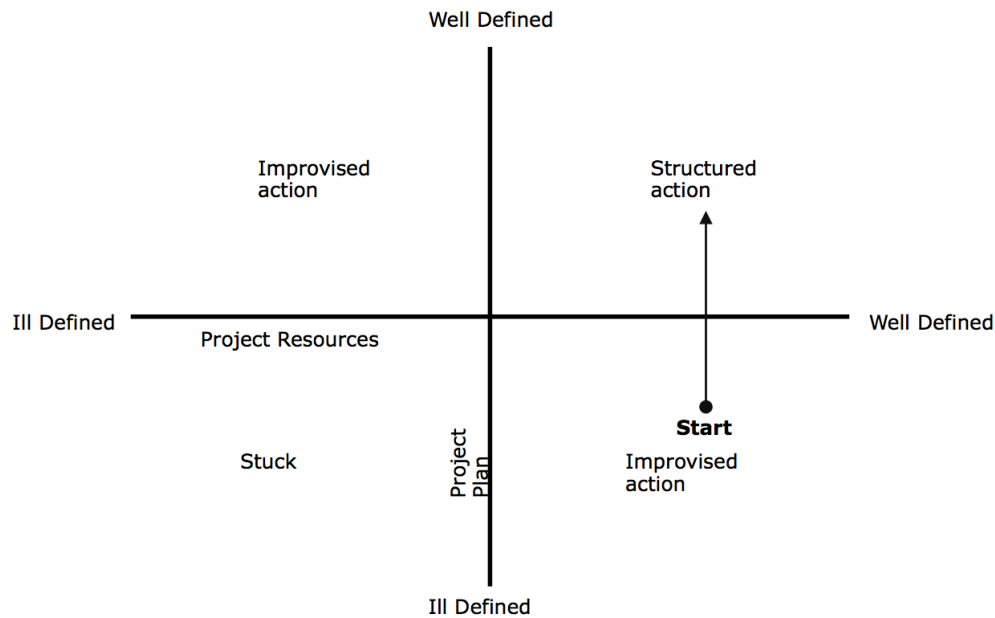 Well Defined
Improvised
action
Structured
action
Ill Defined
Well Defined
Project Resources
Start
Stuck
Project
Plan
Improvised
action
Ill Defined